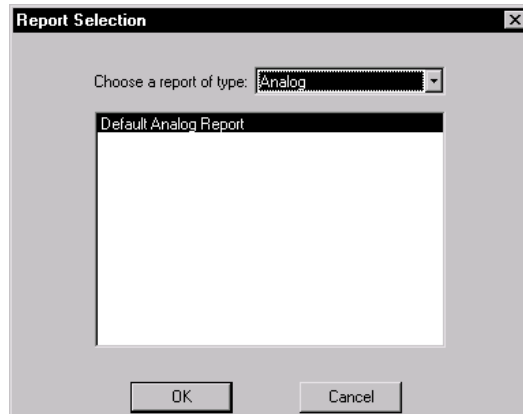 Report Selection
Choose a report of type: Analog
Default Analog Report
OK Cancel